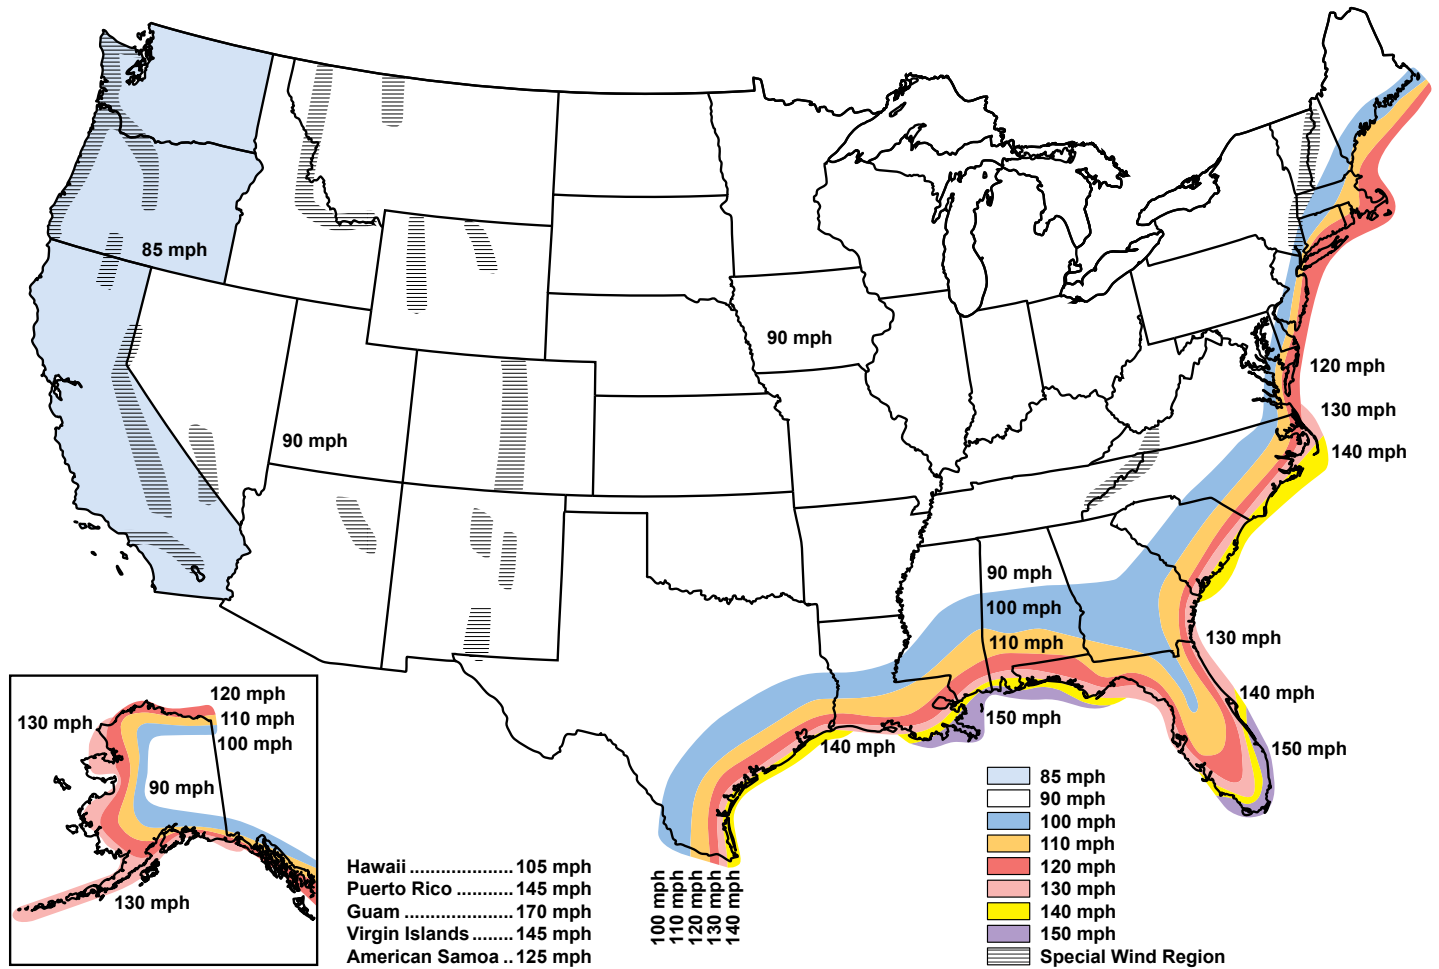 85 mph
90 mph
90 mph
120 mph
130 mph
140 mph
90 mph
100 mph
110 mph
130 mph
140 mph
150 mph
150 mph
140 mph
120 mph
110 mph
100 mph
130 mph
90 mph
130 mph
100 mph
110 mph
120 mph
130 mph
140 mph
Hawaii .................... 105 mph
Puerto Rico ........... 145 mph
Guam ..................... 170 mph
Virgin Islands ........ 145 mph
American Samoa .. 125 mph
85 mph
90 mph
100 mph
110 mph
120 mph
130 mph
140 mph
150 mph
Special Wind Region